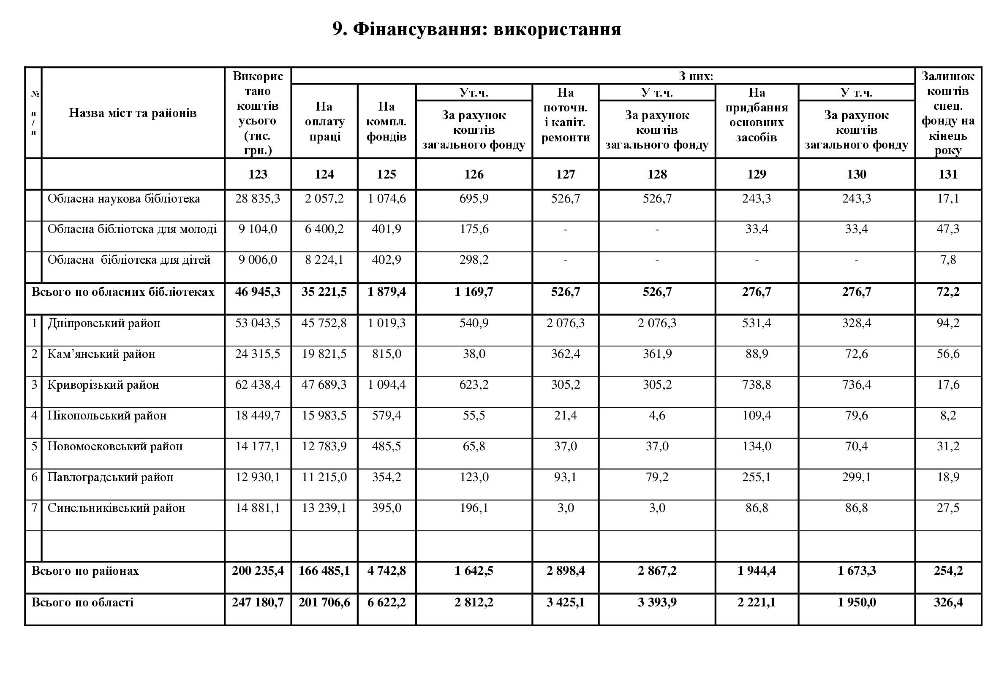 9. Фінансування: використання
№ п / п
Назва міст та районів
Викорис тано коштів усього (тис. грн.)
З них:
Залишок коштів спец. фонду на кінець року
На оплату праці
На компл. фондів
У т.ч.
На поточн. і капіт. ремонти
У т.ч.
На придбання основних засобів
У т.ч.
За рахунок коштів загального фонду
За рахунок коштів загального фонду
За рахунок коштів загального фонду
123 124 125 126 127 128 129 130 131
Обласна наукова бібліотека 28 835,3 2 057,2 1 074,6 695,9 526,7 526,7 243,3 243,3 17,1
Обласна бібліотека для молоді 9 104,0 6 400,2 401,9 175,6 - - 33,4 33,4 47,3
Обласна бібліотека для дітей 9 006,0 8 224,1 402,9 298,2 - - - - 7,8
Всього по обласних бібліотеках 46 945,3 35 221,5 1 879,4 1 169,7 526,7 526,7 276,7 276,7 72,2
1 Дніпровський район 53 043,5 45 752,8 1 019,3 540,9 2 076,3 2 076,3 531,4 328,4 94,2
2 Кам’янський район 24 315,5 19 821,5 815,0 38,0 362,4 361,9 88,9 72,6 56,6
3 Криворізький район 62 438,4 47 689,3 1 094,4 623,2 305,2 305,2 738,8 736,4 17,6
4 Нікопольський район 18 449,7 15 983,5 579,4 55,5 21,4 4,6 109,4 79,6 8,2
5 Новомосковський район 14 177,1 12 783,9 485,5 65,8 37,0 37,0 134,0 70,4 31,2
6 Павлоградський район 12 930,1 11 215,0 354,2 123,0 93,1 79,2 255,1 299,1 18,9
7 Синельниківський район 14 881,1 13 239,1 395,0 196,1 3,0 3,0 86,8 86,8 27,5
Всього по районах 200 235,4 166 485,1 4 742,8 1 642,5 2 898,4 2 867,2 1 944,4 1 673,3 254,2
Всього по області 247 180,7 201 706,6 6 622,2 2 812,2 3 425,1 3 393,9 2 221,1 1 950,0 326,4